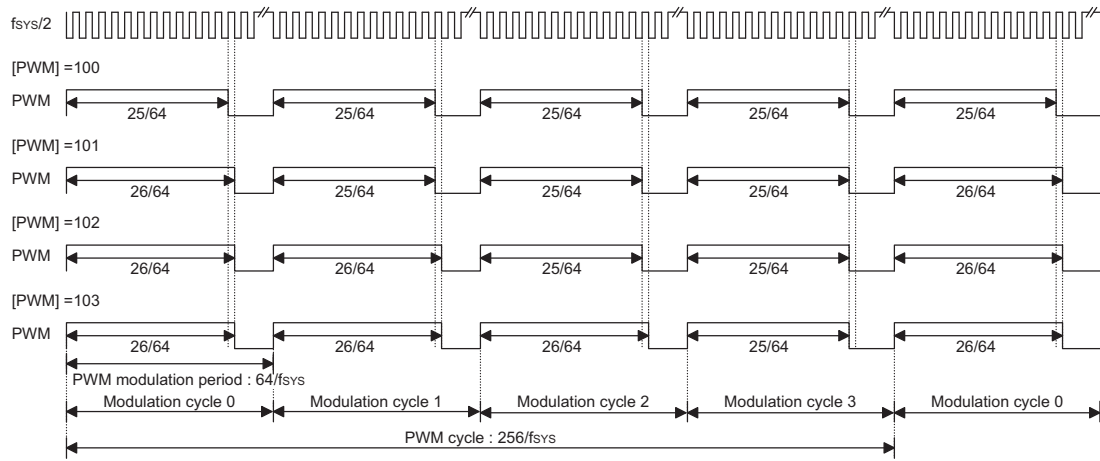 fSYS/2
[PWM] =100
PWM
25/64 25/64 25/64 25/64 25/64
[PWM] =101
PWM
26/64 25/64 25/64 25/64 26/64
[PWM] =102
PWM
26/64 26/64 25/64 25/64 26/64
[PWM] =103
PWM
26/64 26/64 26/64 25/64 26/64
PWM modulation period : 64/fSYS
Modulation cycle 0 Modulation cycle 1 Modulation cycle 2 Modulation cycle 3 Modulation cycle 0
PWM cycle : 256/fSYS